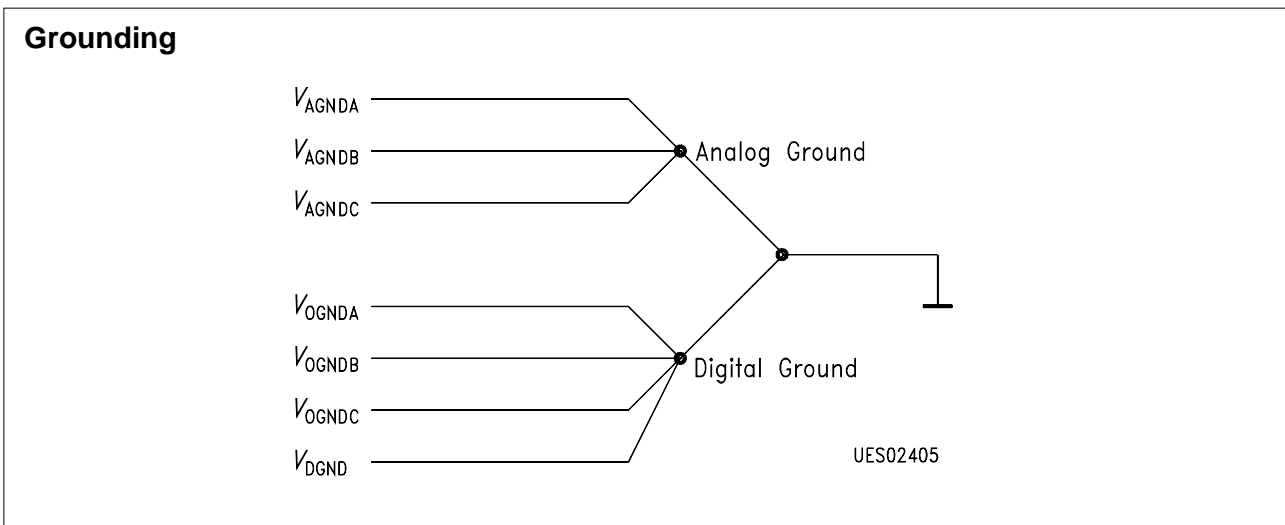 Grounding
VAGNDA
VAGNDB
Analog Ground
VAGNDC
VOGNDA
VOGNDB
Digital Ground
VOGNDC
VDGND
UES02405